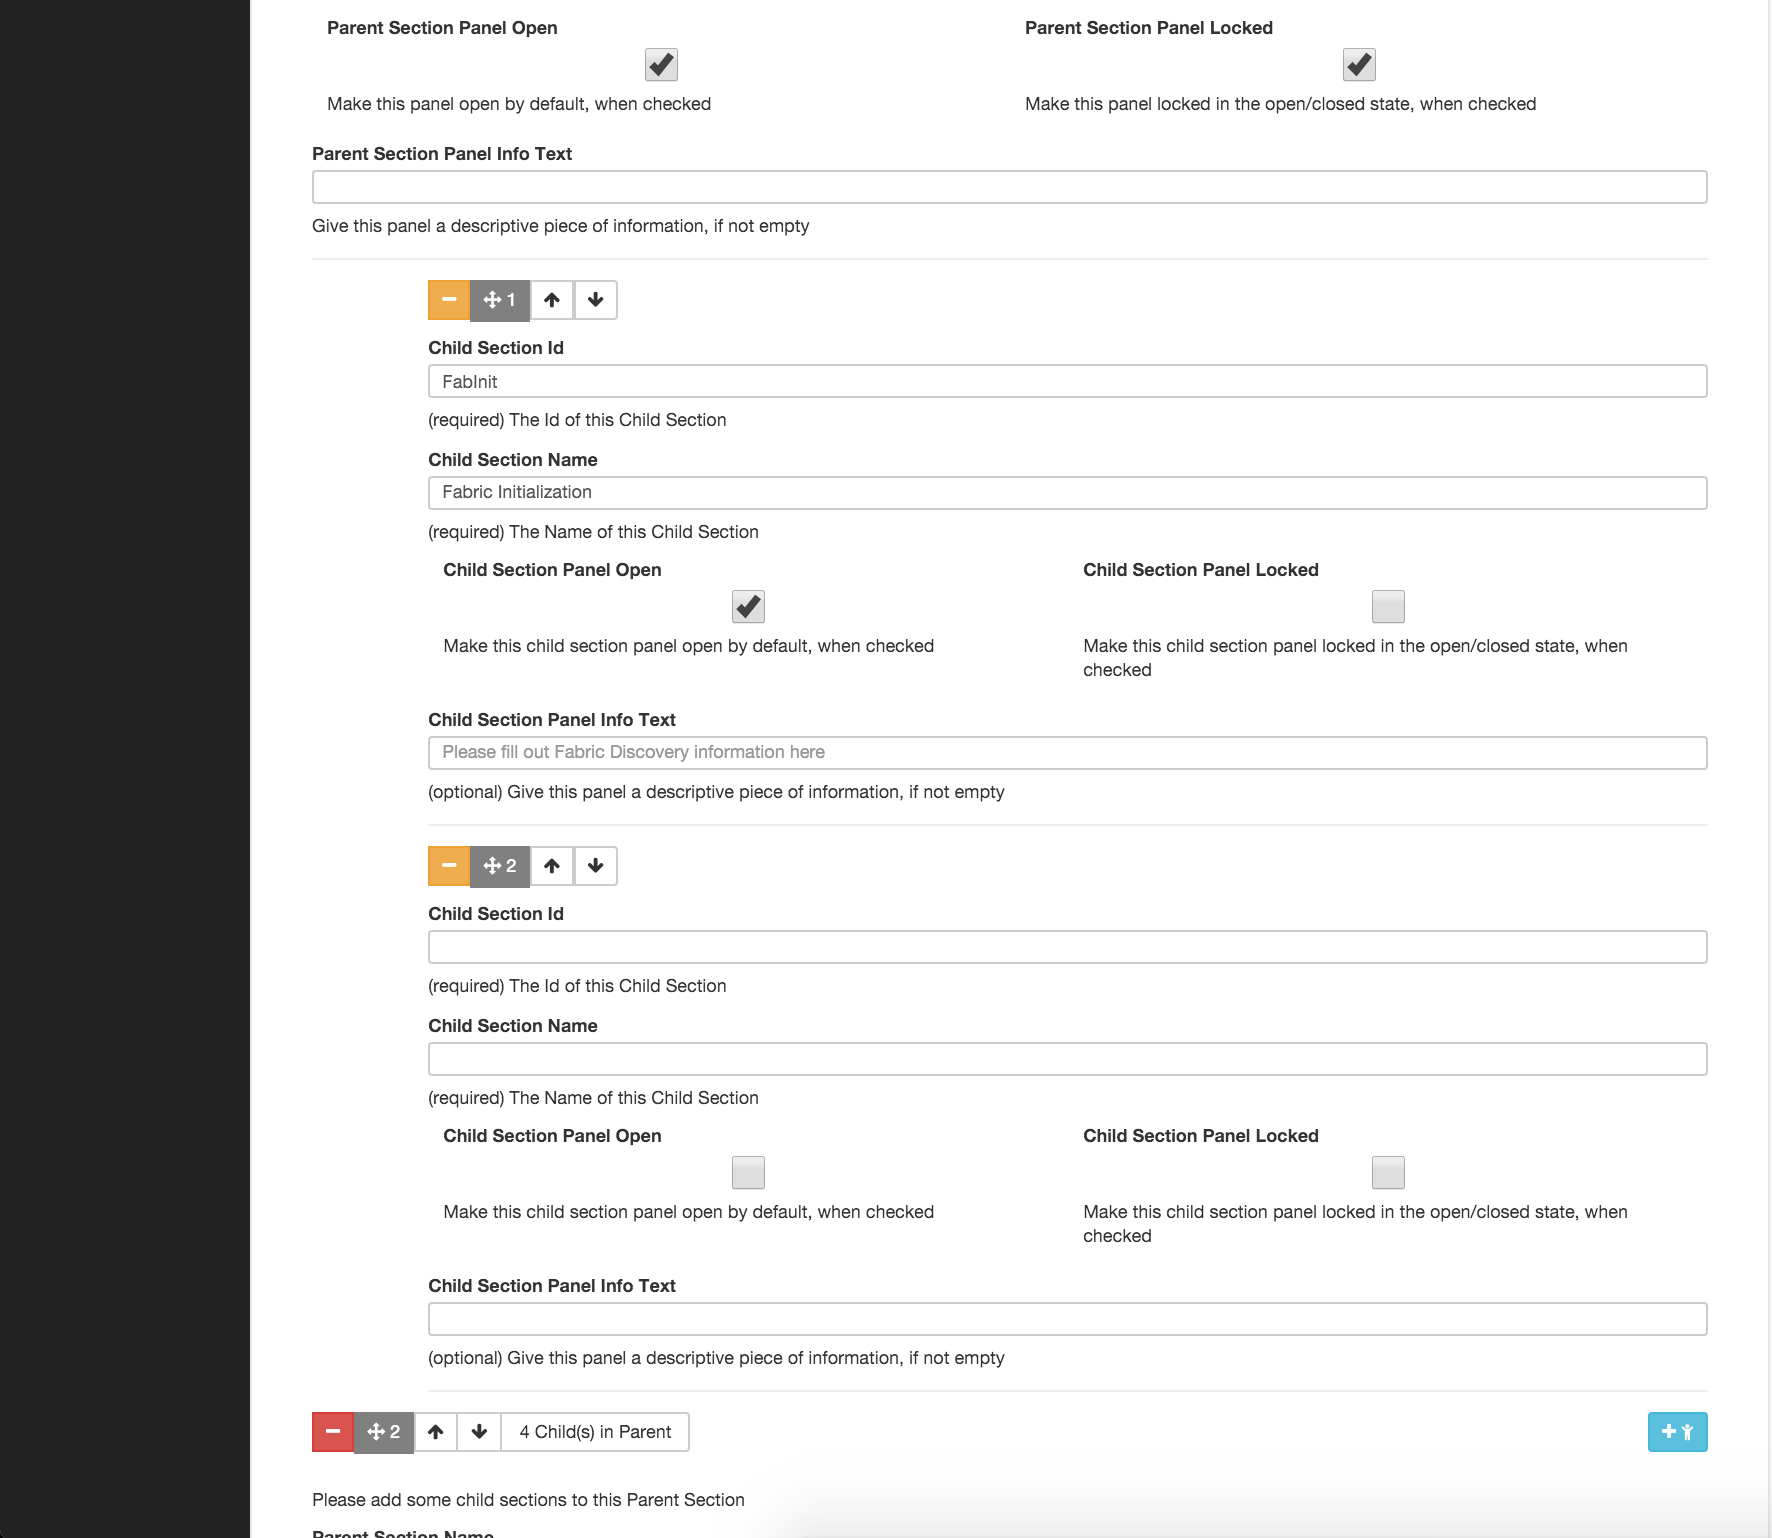 Parent Section Panel Open
Parent Section Panel Locked
Make this panel open by default, when checked
Make this panel locked in the open/closed state, when checked
Parent Section Panel Info Text
Give this panel a descriptive piece of information, if not empty
1
Child Section Id
FabInit
(required) The Id of this Child Section
Child Section Name
Fabric Initialization
(required) The Name of this Child Section
Child Section Panel Open
Child Section Panel Locked
Make this child section panel open by default, when checked
Make this child section panel locked in the open/closed state, when
checked
Child Section Panel Info Text
Please fill out Fabric Discovery information here
(optional) Give this panel a descriptive piece of information, if not empty
2
Child Section Id
(required) The Id of this Child Section
Child Section Name
(required) The Name of this Child Section
Child Section Panel Open
Child Section Panel Locked
Make this child section panel open by default, when checked
Make this child section panel locked in the open/closed state, when
checked
Child Section Panel Info Text
(optional) Give this panel a descriptive piece of information, if not empty
2
4 Child(s) in Parent
Please add some child sections to this Parent Section
Parent Section Name